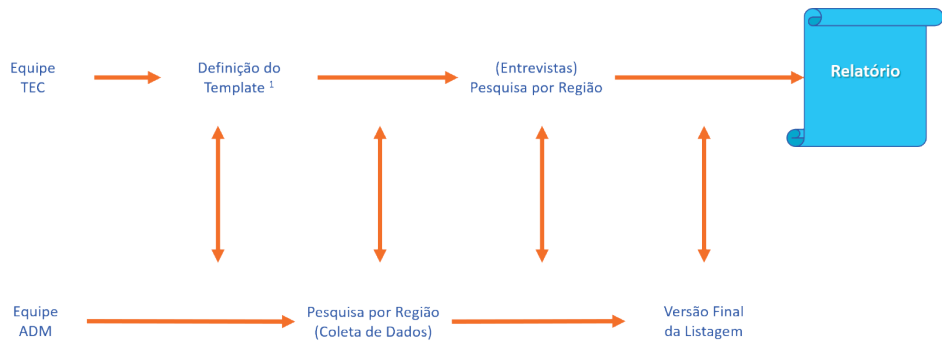 Equipe
TEC
Definição do
Template ¹
(Entrevistas)
Pesquisa por Região
Relatório
Equipe
ADM
Pesquisa por Região
(Coleta de Dados)
Versão Final
da Listagem